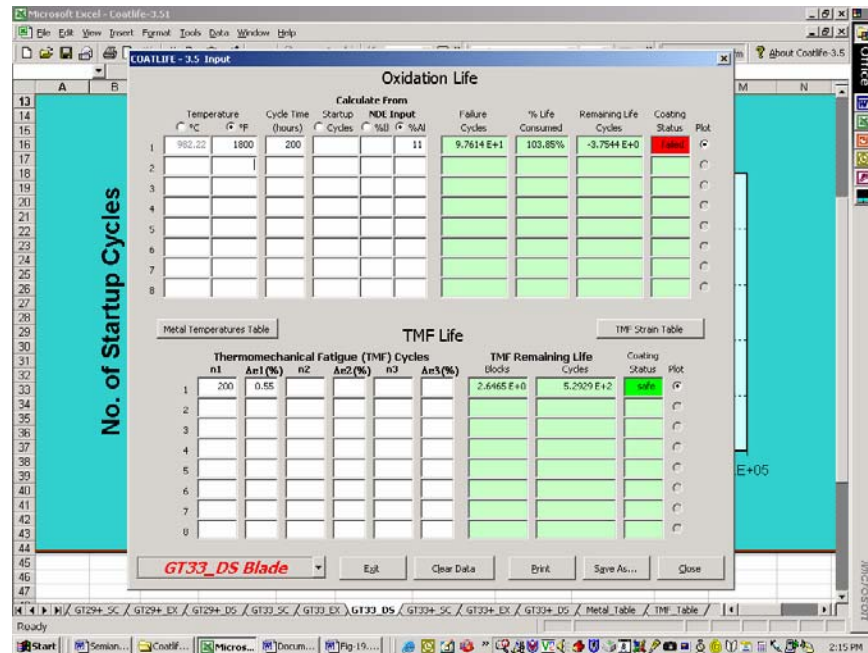 Microsoft Excel - Coatlife-3.51
File Edit View Insert Format Tools Data Window Help
About Coatlife-3.5
COATLIFE - 3.5 Input
Office
A B M N
Oxidation Life
Calculate From
Temperature Cycle Time Startup NDE Input Failure % Life Remaining Life Coating
°C °F (hours) Cycles %β %Al Cycles Consumed Cycles Status Plot
1 982.22 1800 200 11 9.7614 E+1 103.85% -3.7544 E+0 Failed
2
3
4
5
6
7
8
No. of Startup Cycles
Metal Temperatures Table
TMF Life
TMF Strain Table
Thermomechanical Fatigue (TMF) Cycles TMF Remaining Life Coating
n1 Δε1(%) n2 Δε2(%) n3 Δε3(%) Blocks Cycles Status Plot
1 200 0.55 2.6465 E+0 5.2929 E+2 safe
2
3
4
5
6
7
8
E+05
GT33_DS Blade
Exit
Clear Data
Print
Save As...
Close
13
14
15
16
17
18
19
20
21
22
23
24
25
26
27
28
29
30
31
32
33
34
35
36
37
38
39
40
41
42
43
44
45
46
47
GT29+_SC / GT29+_EX / GT29+_DS / GT33_SC / GT33_EX / GT33_DS / GT33+_SC / GT33+_EX / GT33+_DS / Metal_Table / TMF_Table
Ready
Start Semian... Coatlif... Micros... Docum... Fig-19.... 2:15 PM